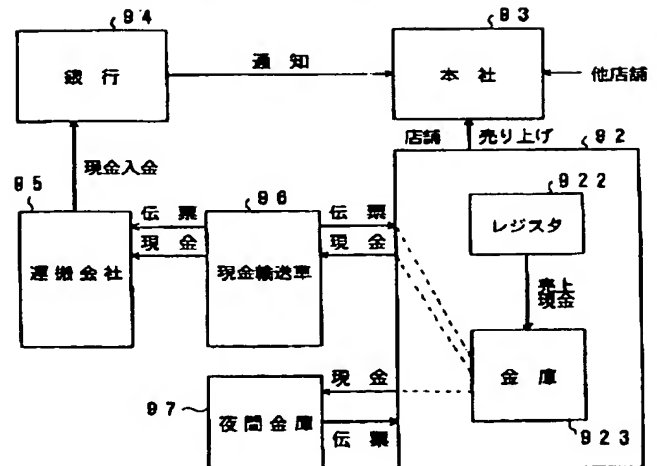 94
93
銀行
通知
本社
他店舗
店舗
売り上げ
92
現金入金
95
96
922
伝票
伝票
レジスタ
現金
現金
運搬会社
現金輸送車
売上
現金
現金
金庫
97
夜間金庫
伝票
923